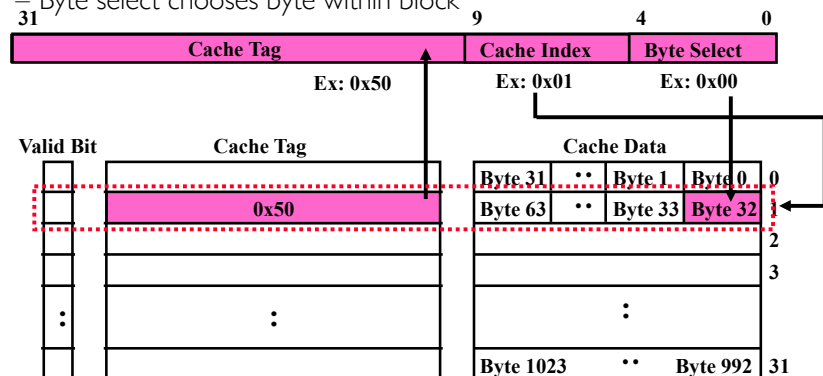 – Byte select chooses byte within block
31 9 4 0
Cache Tag Cache Index Byte Select
Ex: 0x50 Ex: 0x01 Ex: 0x00
Valid Bit Cache Tag Cache Data
Byte 31 ·· Byte 1 Byte 0 0
0x50 Byte 63 ·· Byte 33 Byte 32 1
2
3
: : :
Byte 1023 ·· Byte 992 31